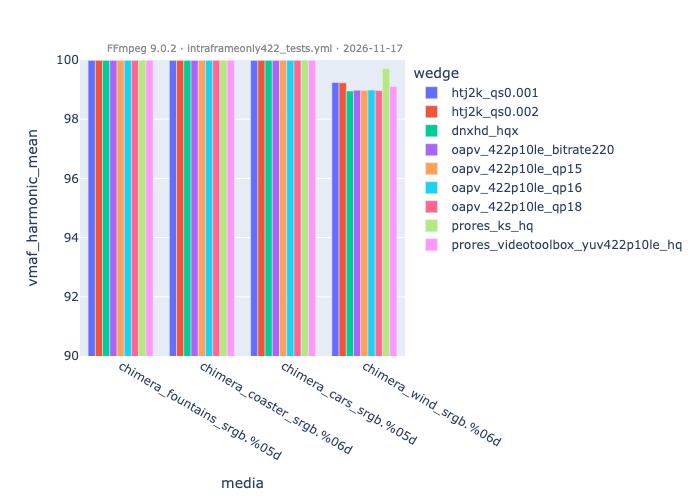 FFmpeg 9.0.2 · intraframeonly422_tests.yml · 2026-11-17
100
98
96
94
92
90
vmaf_harmonic_mean
chimera_fountains_srgb.%05d
chimera_coaster_srgb.%06d
chimera_cars_srgb.%05d
chimera_wind_srgb.%06d
media
wedge
htj2k_qs0.001
htj2k_qs0.002
dnxhd_hqx
oapv_422p10le_bitrate220
oapv_422p10le_qp15
oapv_422p10le_qp16
oapv_422p10le_qp18
prores_ks_hq
prores_videotoolbox_yuv422p10le_hq